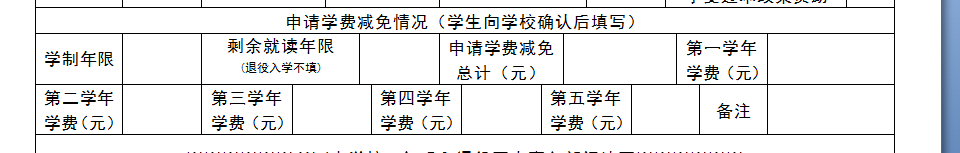 申请学费减免情况（学生向学校确认后填写）
学制年限
剩余就读年限
(退役入学不填)
申请学费减免
总计（元）
第一学年
学费（元）
第二学年
学费（元）
第三学年
学费（元）
第四学年
学费（元）
第五学年
学费（元）
备注